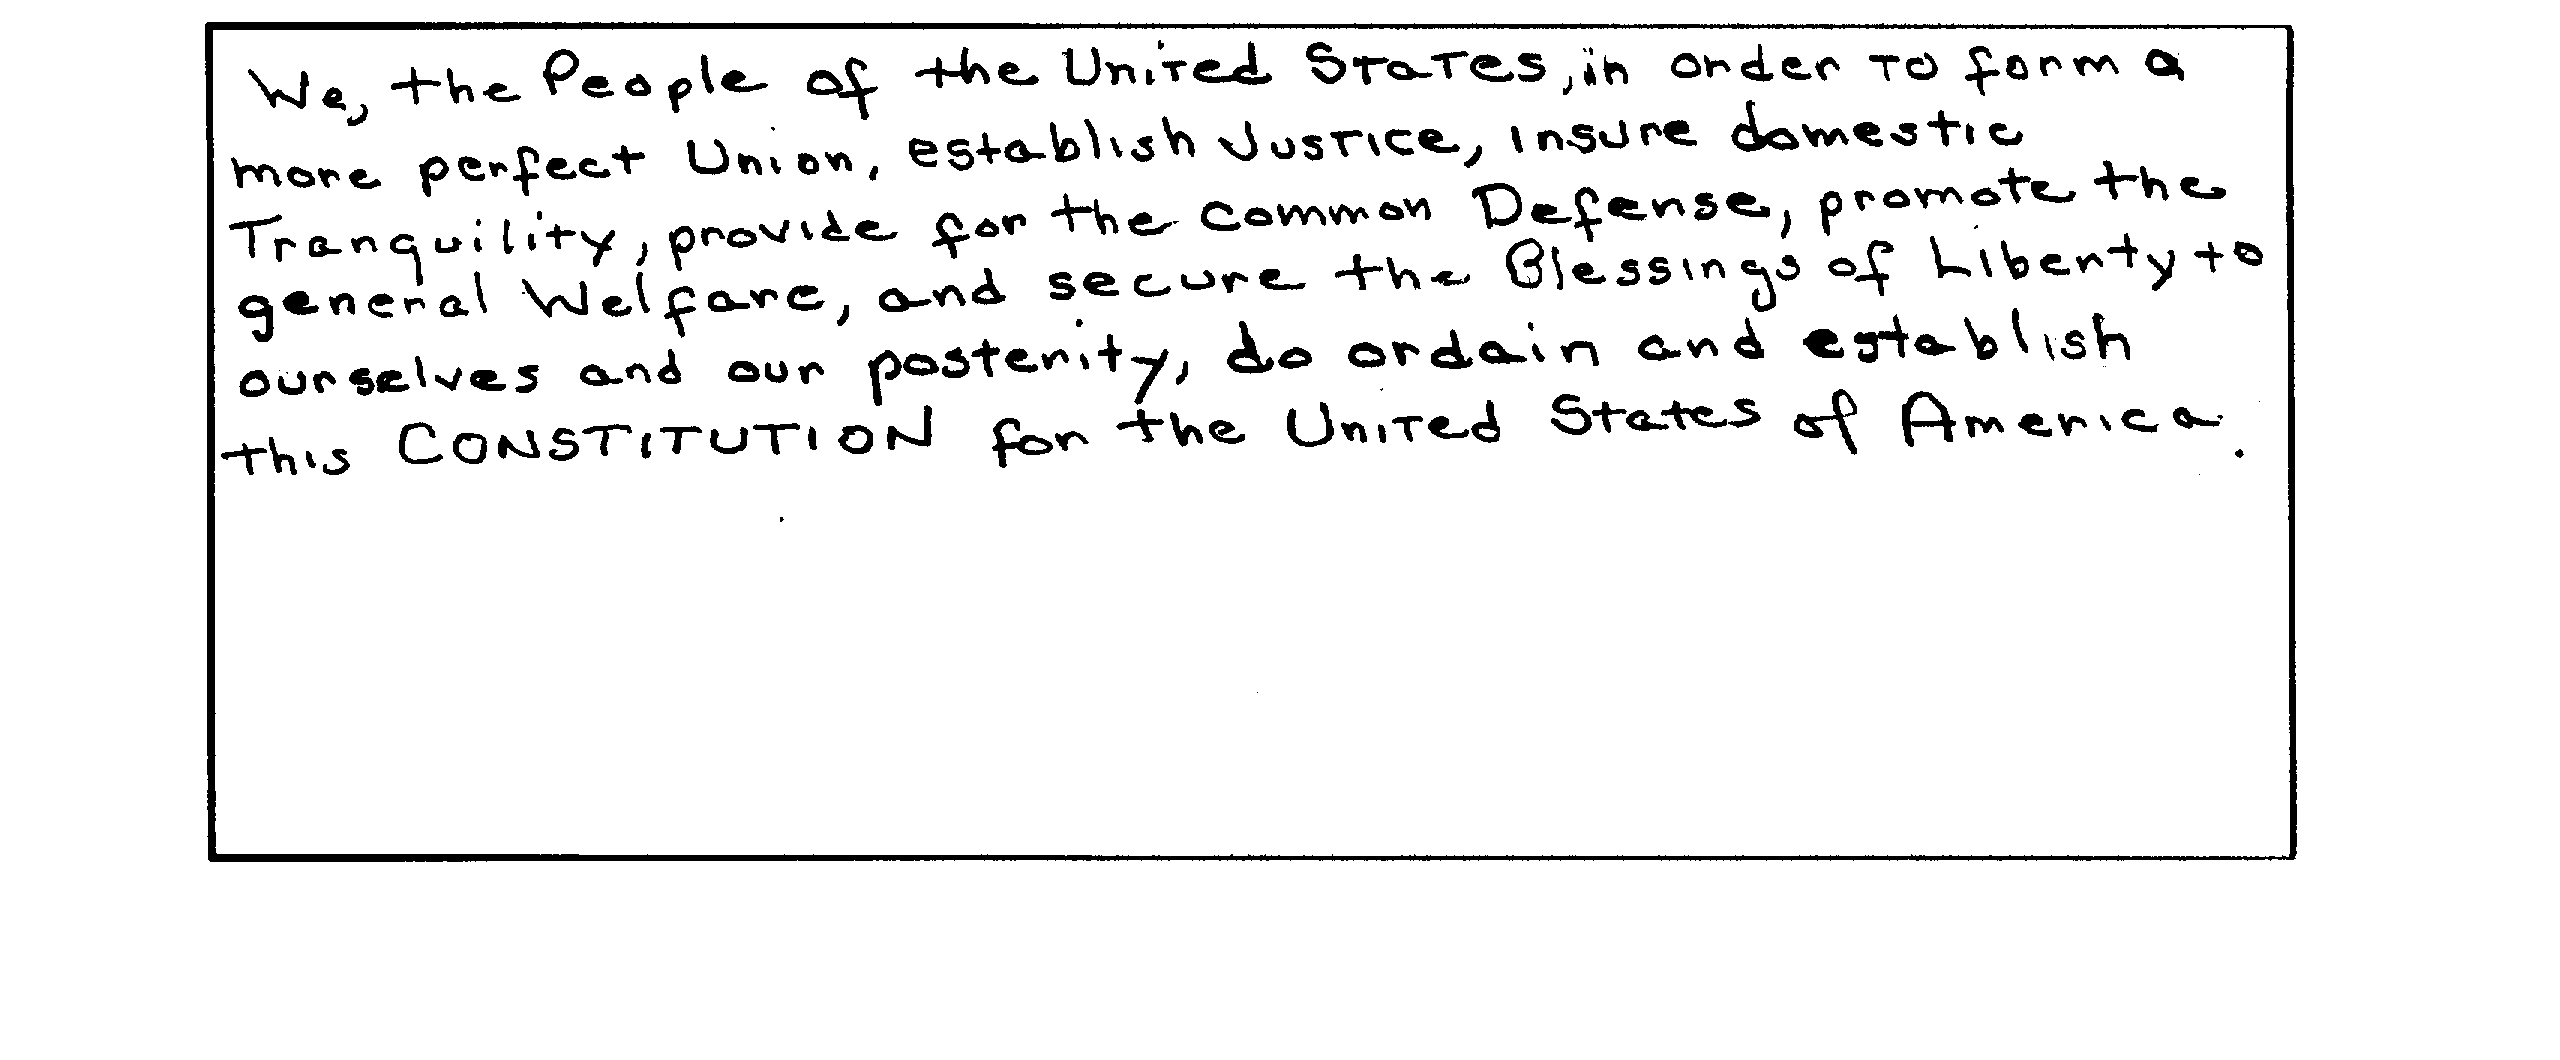 We, the People of the United States, in order to form a
more perfect Union, establish Justice, insure domestic
Tranquility, provide for the common Defense, promote the
general Welfare, and secure the Blessings of Liberty to
ourselves and our posterity, do ordain and establish
this CONSTITUTION for the United States of America.